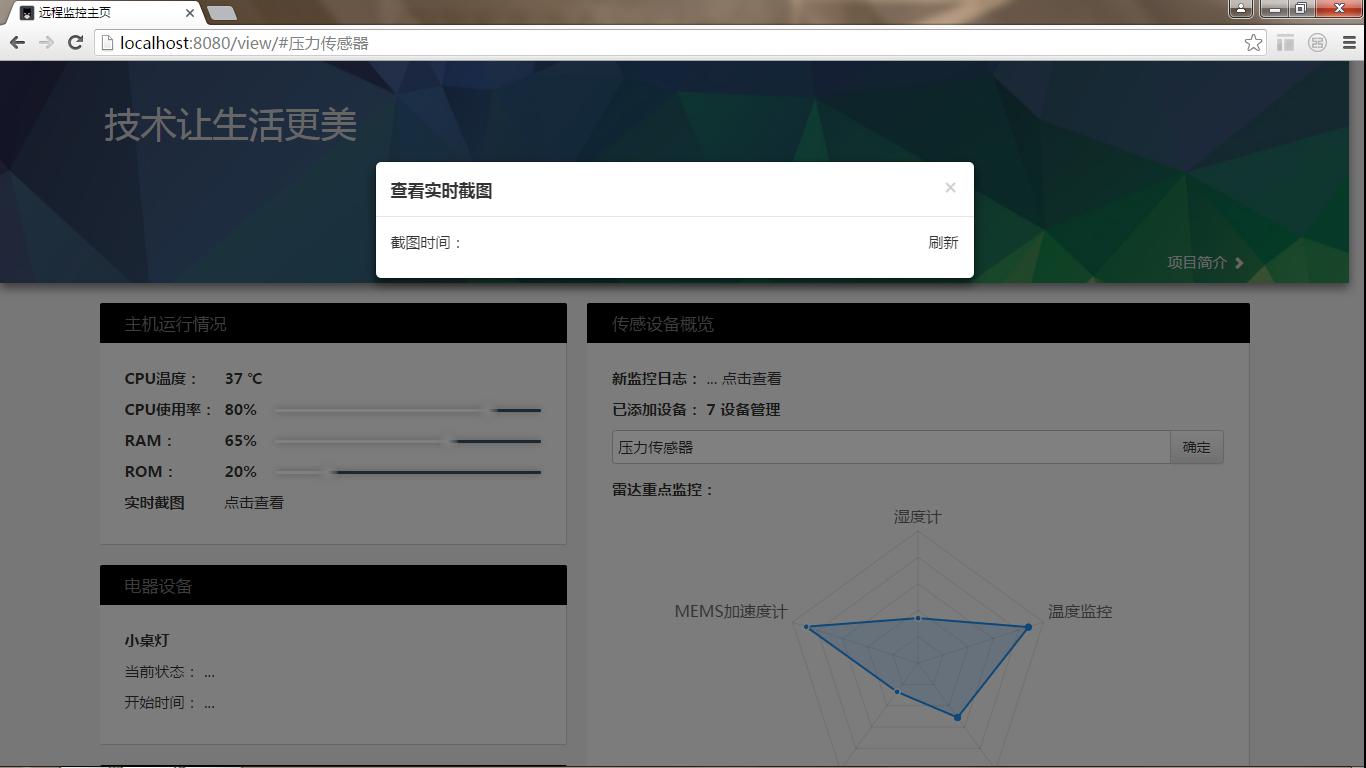 远程监控主页
localhost:8080/view/#压力传感器
技术让生活更美
查看实时截图 ×
截图时间： 刷新
项目简介
主机运行情况
CPU温度： 37 ℃
CPU使用率： 80%
RAM： 65%
ROM： 20%
实时截图 点击查看
电器设备
小桌灯
当前状态： ...
开始时间： ...
传感设备概览
新监控日志： ... 点击查看
已添加设备： 7 设备管理
压力传感器 确定
雷达重点监控：
湿度计
MEMS加速度计 温度监控